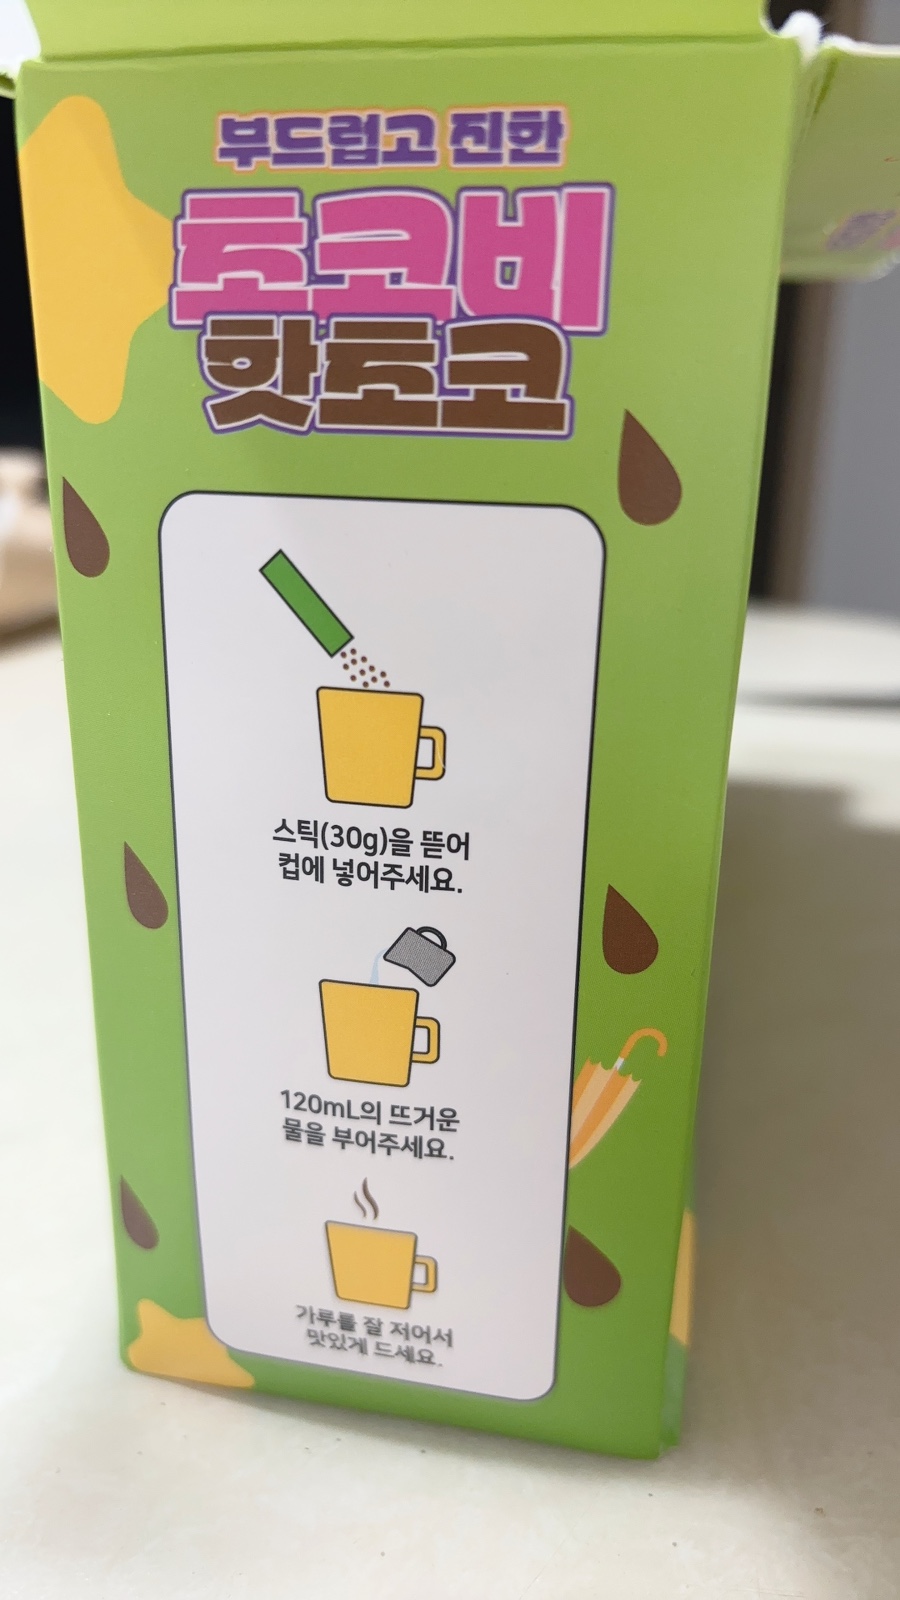 부드럽고 진한
초코비
핫초코
스틱(30g)을 뜯어
컵에 넣어주세요.
120mL의 뜨거운
물을 부어주세요.
가루를 잘 저어서
맛있게 드세요.